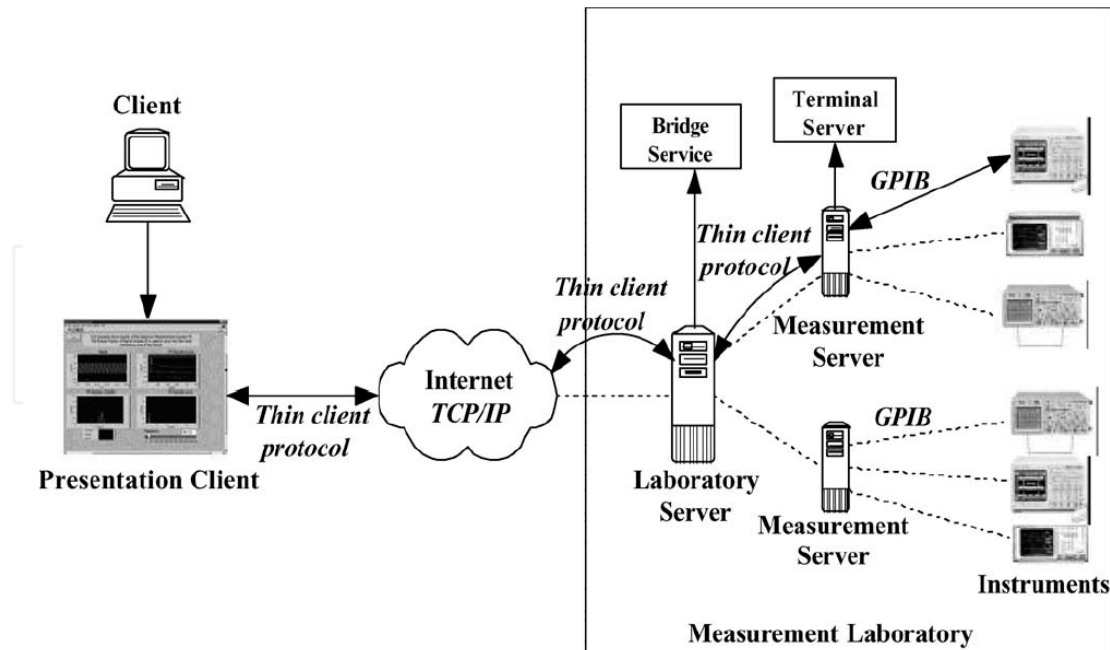 Client
Presentation Client
Thin client
protocol
Internet
TCP/IP
Thin client
protocol
Bridge
Service
Terminal
Server
Thin client
protocol
GPIB
Laboratory
Server
Measurement
Server
GPIB
Measurement
Server
Instruments
Measurement Laboratory